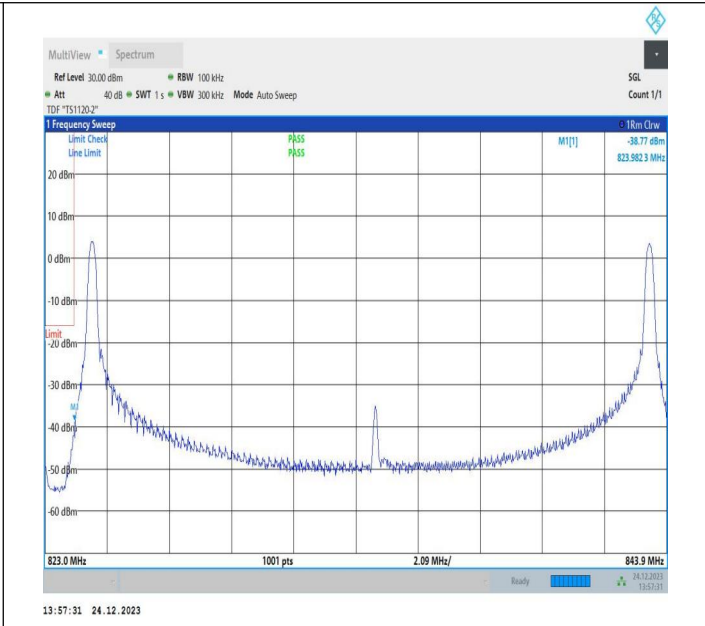 MultiView Spectrum
Ref Level 30.00 dBm RBW 100 kHz SGL
Att 40 dB SWT 1 s VBW 300 kHz Mode Auto Sweep Count 1/1
TDF "TS1120-2"
1 Frequency Sweep 1Rm Clrw
Limit Check PASS M1[1] -38.77 dBm
Line Limit PASS 823.982 3 MHz
20 dBm
10 dBm
0 dBm
-10 dBm
Limit
-20 dBm
-30 dBm
M1
-40 dBm
-50 dBm
-60 dBm
823.0 MHz 1001 pts 2.09 MHz/ 843.9 MHz
Ready 24.12.2023
13:57:31
13:57:31 24.12.2023